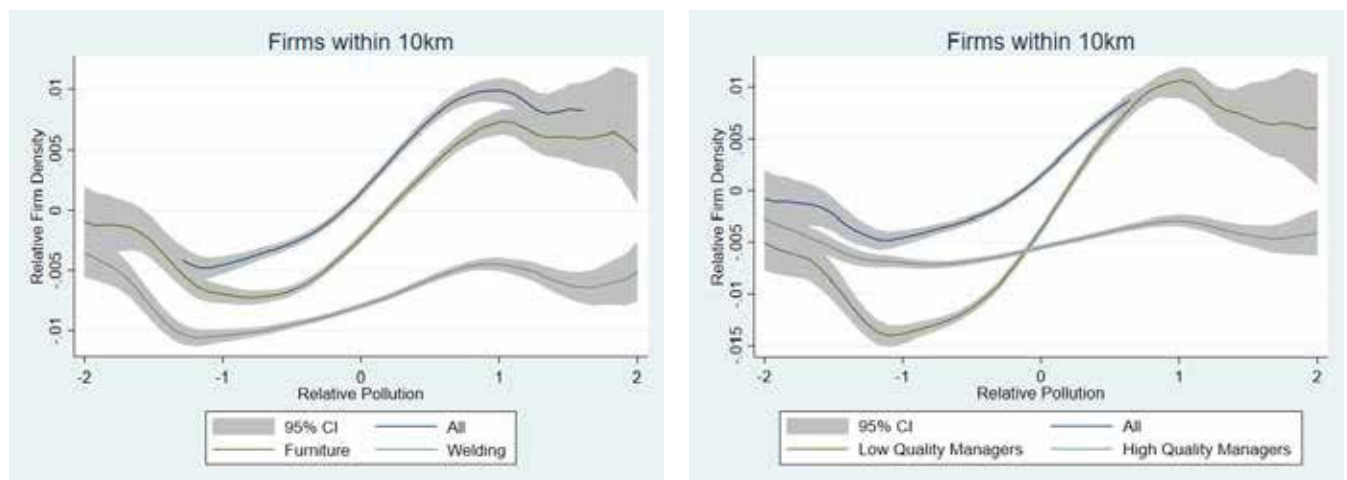 Firms within 10km
Relative Firm Density
.01
.005
0
-.005
-.01
-2
-1
0
1
2
Relative Pollution
95% CI
All
Furniture
Welding
Firms within 10km
Relative Firm Density
.01
.005
0
-.005
-.01
-.015
-2
-1
0
1
2
Relative Pollution
95% CI
All
Low Quality Managers
High Quality Managers